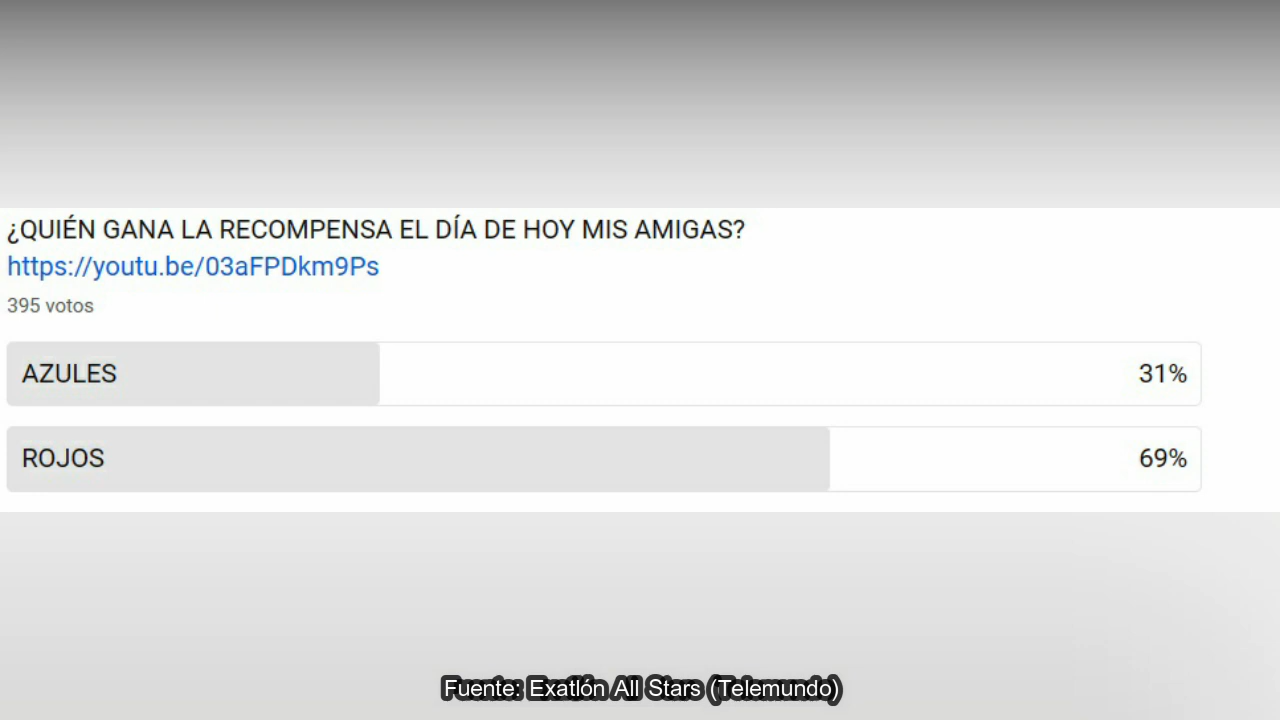 ¿QUIÉN GANA LA RECOMPENSA EL DÍA DE HOY MIS AMIGAS?
https://youtu.be/03aFPDkm9Ps
395 votos
AZULES 31%
ROJOS 69%
Fuente: Exatlón All Stars (Telemundo)